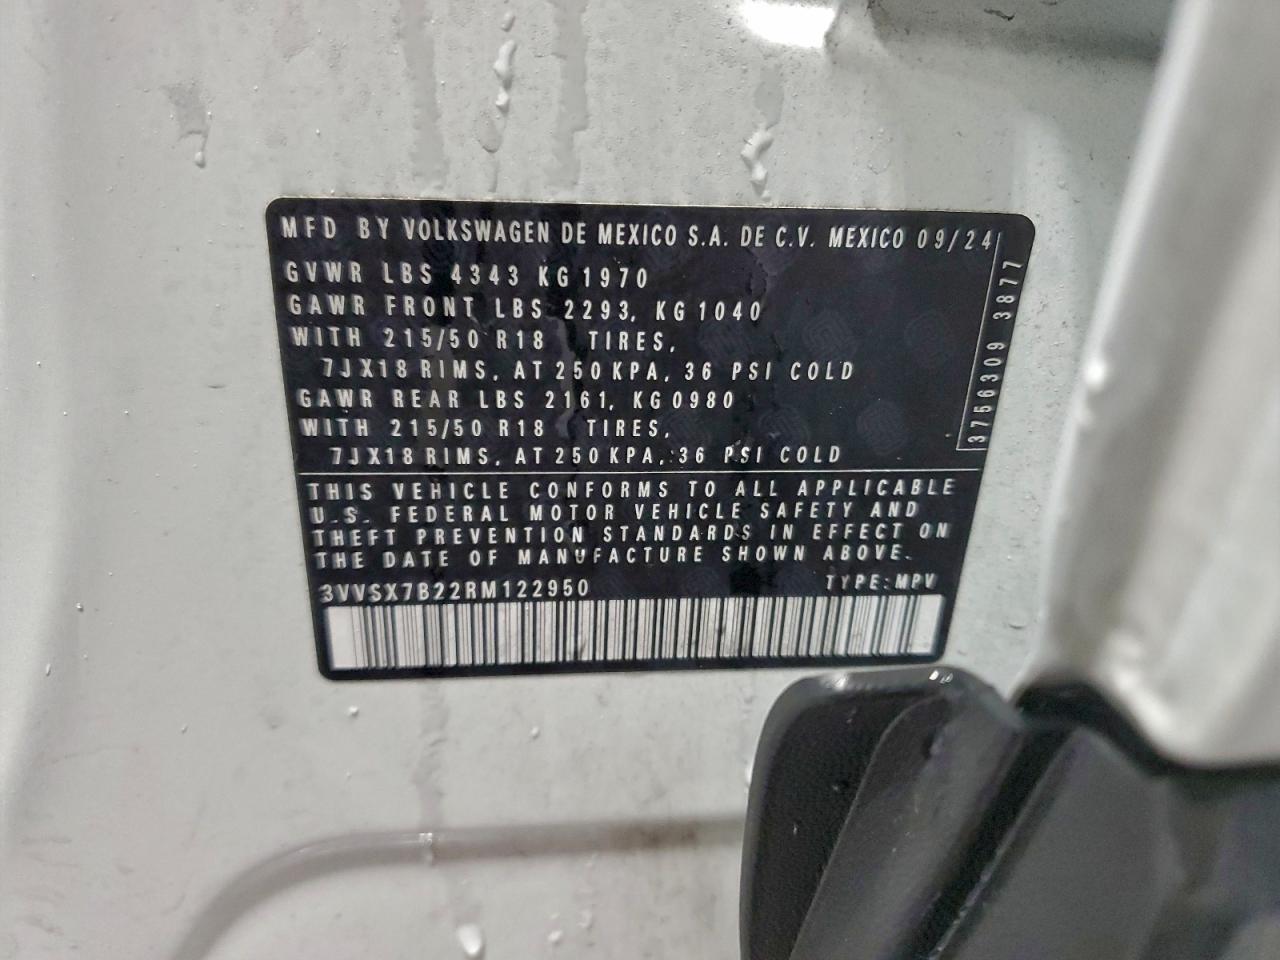 MFD BY VOLKSWAGEN DE MEXICO S.A. DE C.V. MEXICO 09/24
GVWR LBS 4343 KG 1970
GAWR FRONT LBS 2293, KG 1040
WITH 215/50 R18 TIRES,
7JX18 RIMS, AT 250 KPA, 36 PSI COLD
GAWR REAR LBS 2161, KG 0980
WITH 215/50 R18 TIRES,
7JX18 RIMS, AT 250 KPA, 36 PSI COLD
3756309 3877
THIS VEHICLE CONFORMS TO ALL APPLICABLE
U.S. FEDERAL MOTOR VEHICLE SAFETY AND
THEFT PREVENTION STANDARDS IN EFFECT ON
THE DATE OF MANUFACTURE SHOWN ABOVE.
3VVSX7B22RM122950 TYPE: MPV